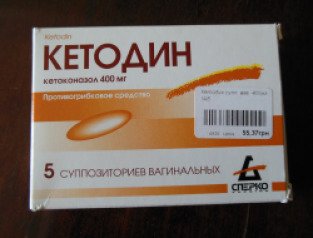 Ketodin
КЕТОДИН
кетоконазол 400 мг
Противогрибковое средство
55,37грн
5 СУППОЗИТОРИЕВ ВАГИНАЛЬНЫХ
СПЕРКО